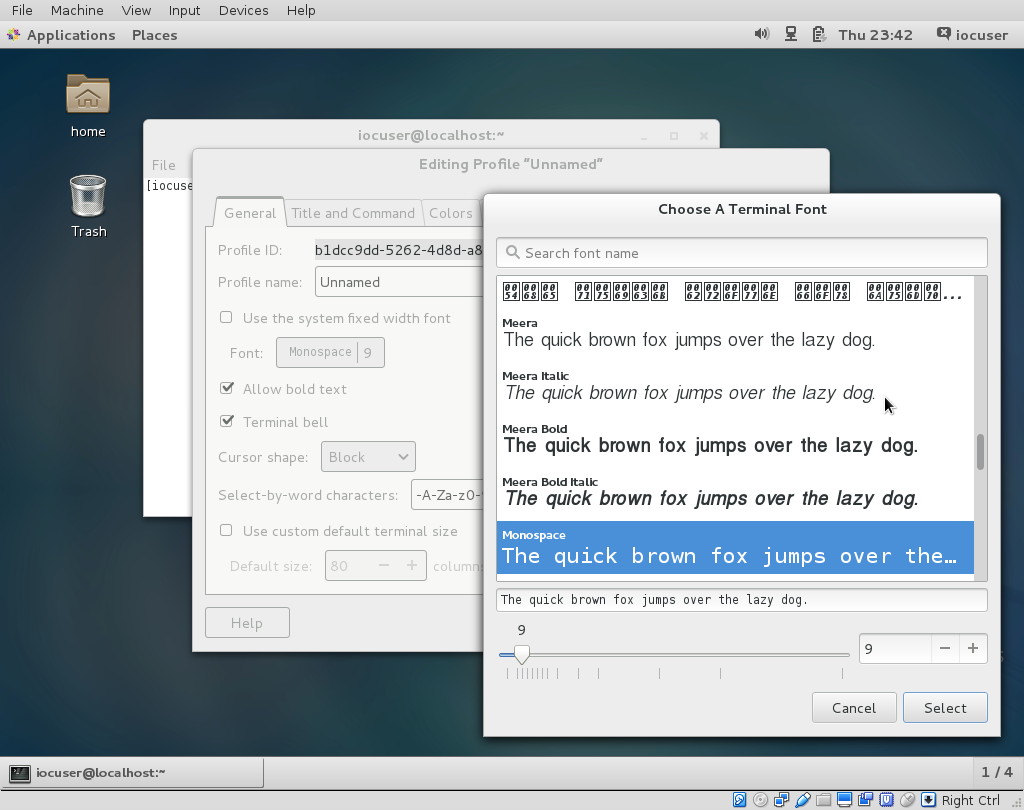 File Machine View Input Devices Help
Applications Places Thu 23:42 iocuser
home
Trash
iocuser@localhost:~
File
[iocuse
Editing Profile "Unnamed"
General Title and Command Colors
Profile ID: b1dcc9dd-5262-4d8d-a8
Profile name: Unnamed
Use the system fixed width font
Font: Monospace 9
Allow bold text
Terminal bell
Cursor shape: Block
Select-by-word characters: -A-Za-z0-
Use custom default terminal size
Default size: 80 columns
Help
Choose A Terminal Font
Search font name
Meera
The quick brown fox jumps over the lazy dog.
Meera Italic
The quick brown fox jumps over the lazy dog.
Meera Bold
The quick brown fox jumps over the lazy dog.
Meera Bold Italic
The quick brown fox jumps over the lazy dog.
Monospace
The quick brown fox jumps over the…
The quick brown fox jumps over the lazy dog.
9
9
Cancel Select
iocuser@localhost:~ 1 / 4
Right Ctrl